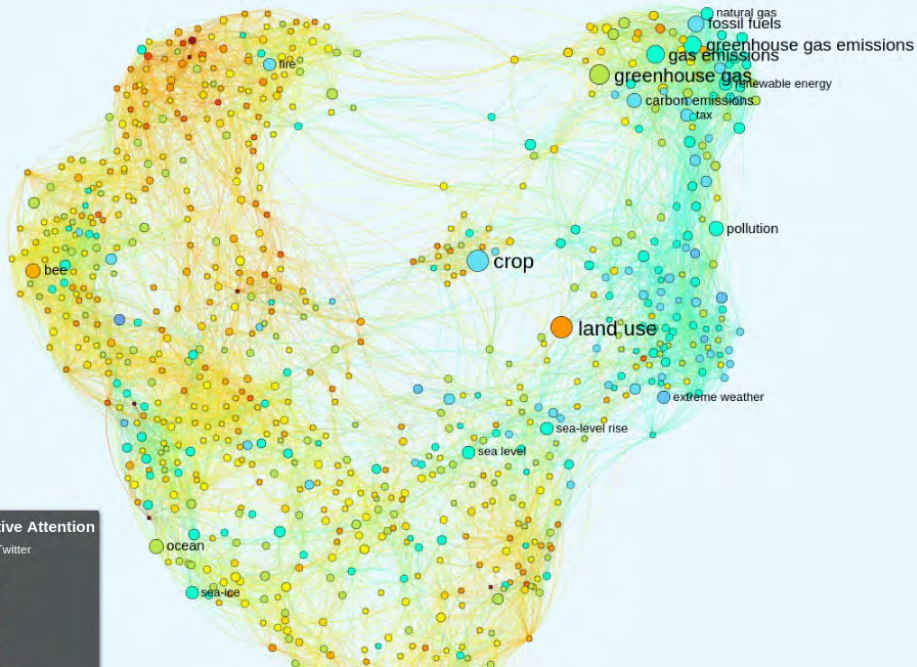 natural gas
fossil fuels
greenhouse gas emissions
gas emissions
fire
greenhouse gas
renewable energy
carbon emissions
tax
pollution
crop
bee
land use
extreme weather
sea-level rise
sea level
tive Attention
Twitter
ocean
sea-ice